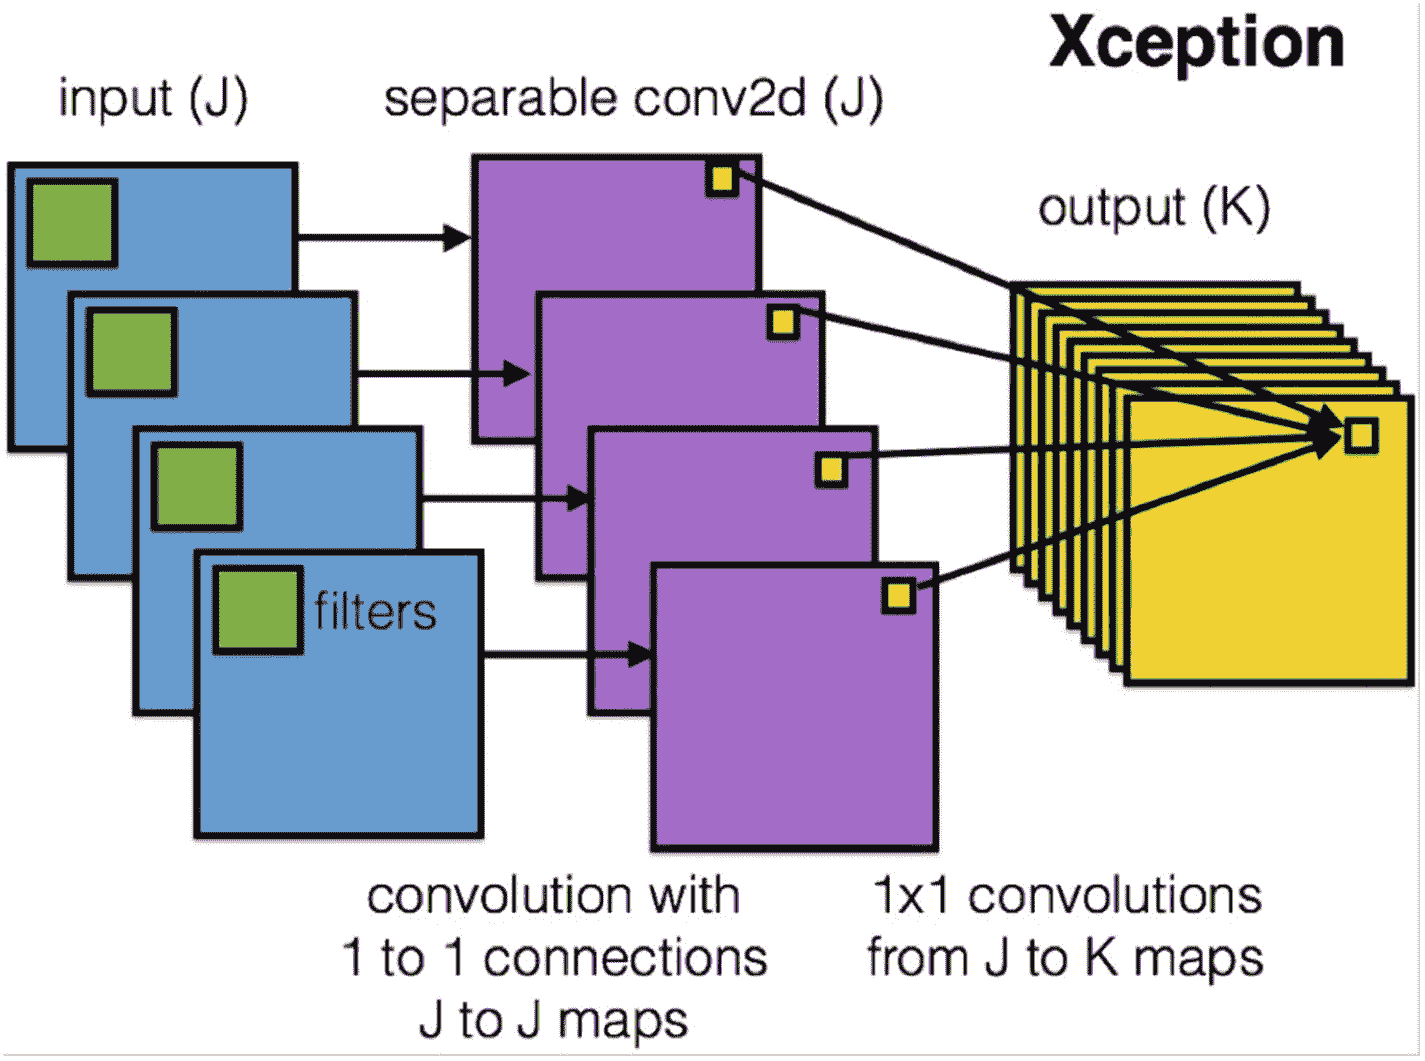 Xception
input (J)
separable conv2d (J)
output (K)
filters
convolution with
1 to 1 connections
J to J maps
1x1 convolutions
from J to K maps